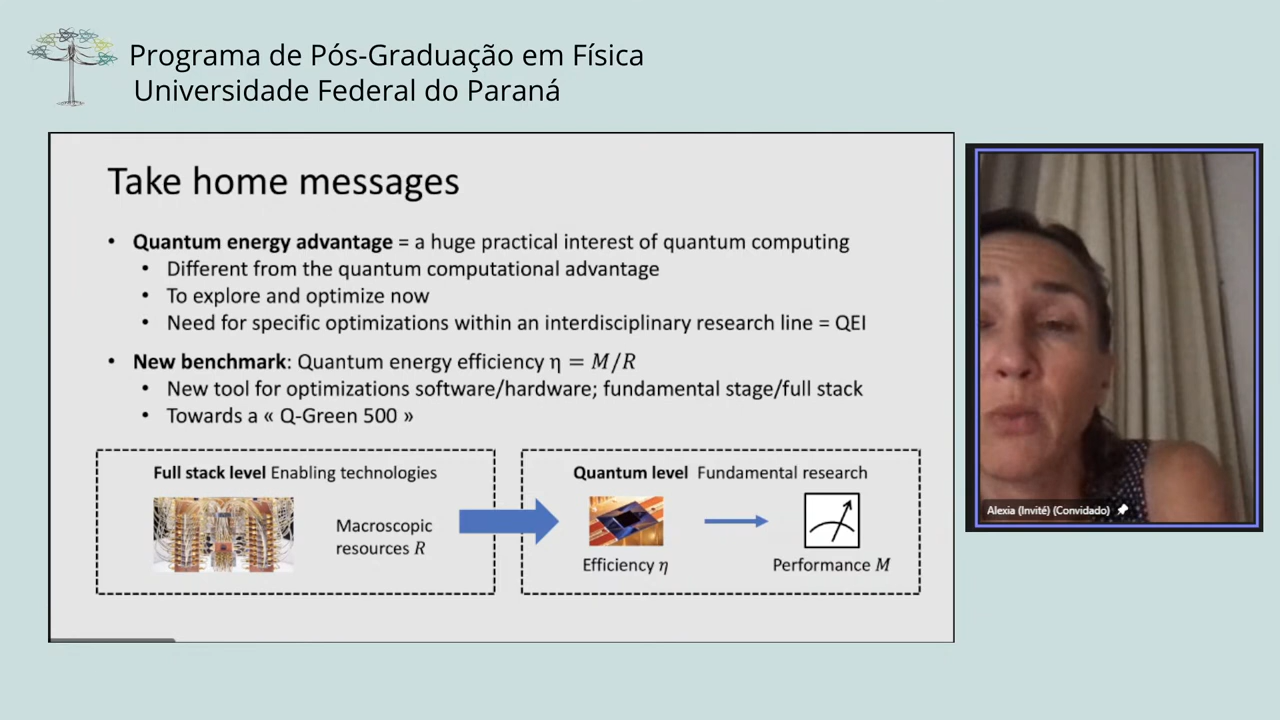 Programa de Pós-Graduação em Física
Universidade Federal do Paraná
Take home messages
• Quantum energy advantage = a huge practical interest of quantum computing
• Different from the quantum computational advantage
• To explore and optimize now
• Need for specific optimizations within an interdisciplinary research line = QEI
• New benchmark: Quantum energy efficiency η = M/R
• New tool for optimizations software/hardware; fundamental stage/full stack
• Towards a « Q-Green 500 »
Full stack level Enabling technologies
Macroscopic
resources R
Quantum level Fundamental research
Efficiency η
Performance M
Alexia (Invité) (Convidado)